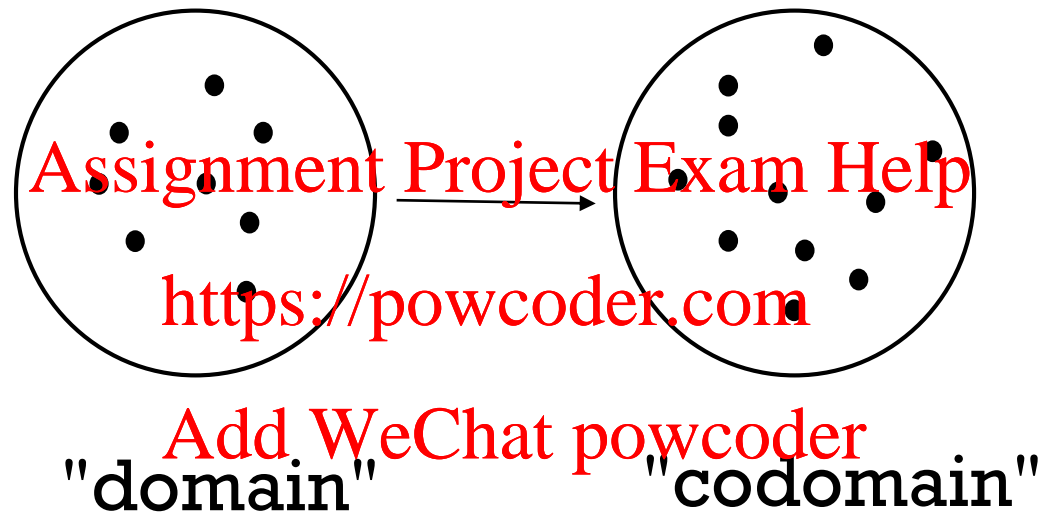 Assignment Project Exam Help
https://powcoder.com
Add WeChat powcoder
"domain" "codomain"